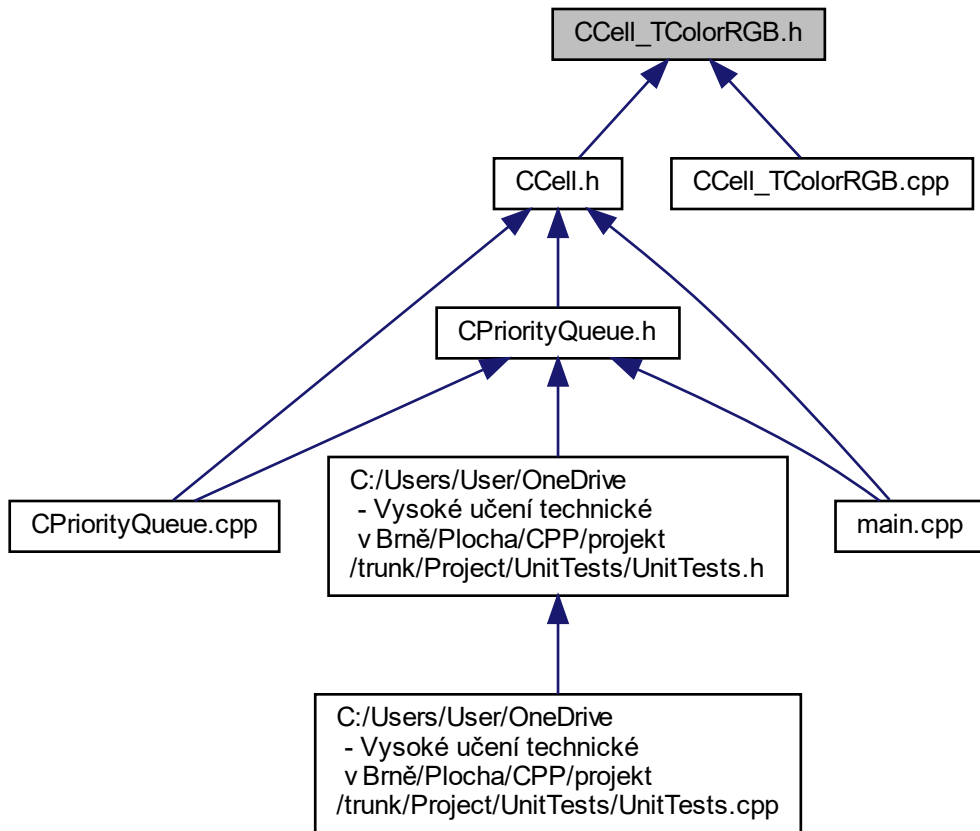 CCell_TColorRGB.h
CCell.h
CCell_TColorRGB.cpp
CPriorityQueue.h
CPriorityQueue.cpp
C:/Users/User/OneDrive
- Vysoké učení technické
v Brně/Plocha/CPP/projekt
/trunk/Project/UnitTests/UnitTests.h
main.cpp
C:/Users/User/OneDrive
- Vysoké učení technické
v Brně/Plocha/CPP/projekt
/trunk/Project/UnitTests/UnitTests.cpp